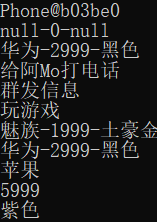 Phone@b03be0
null-0-null
华为-2999-黑色
给阿Mo打电话
群发信息
玩游戏
魅族-1999-土豪金
华为-2999-黑色
苹果
5999
紫色